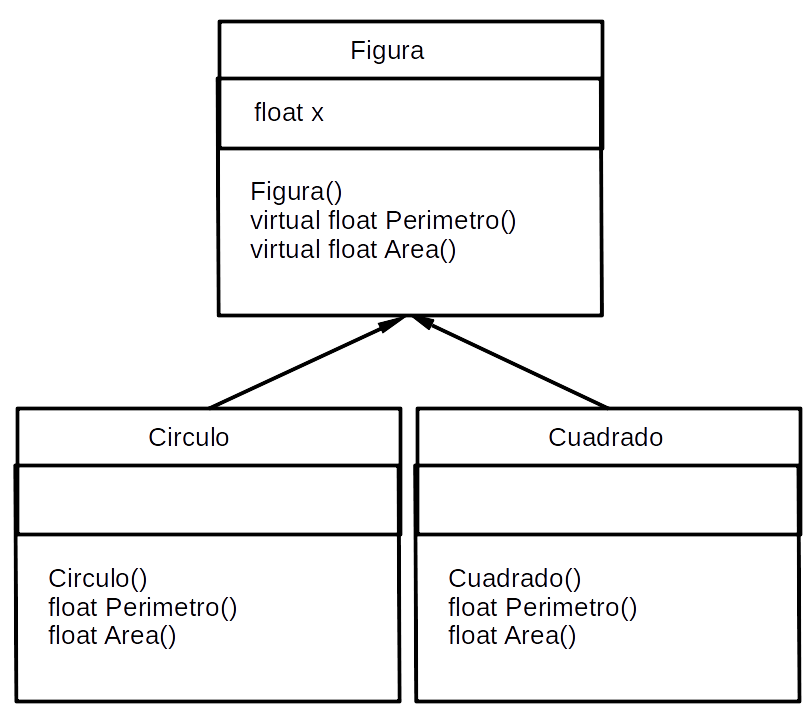 Figura
float x
Figura()
virtual float Perimetro()
virtual float Area()
Circulo
Circulo()
float Perimetro()
float Area()
Cuadrado
Cuadrado()
float Perimetro()
float Area()